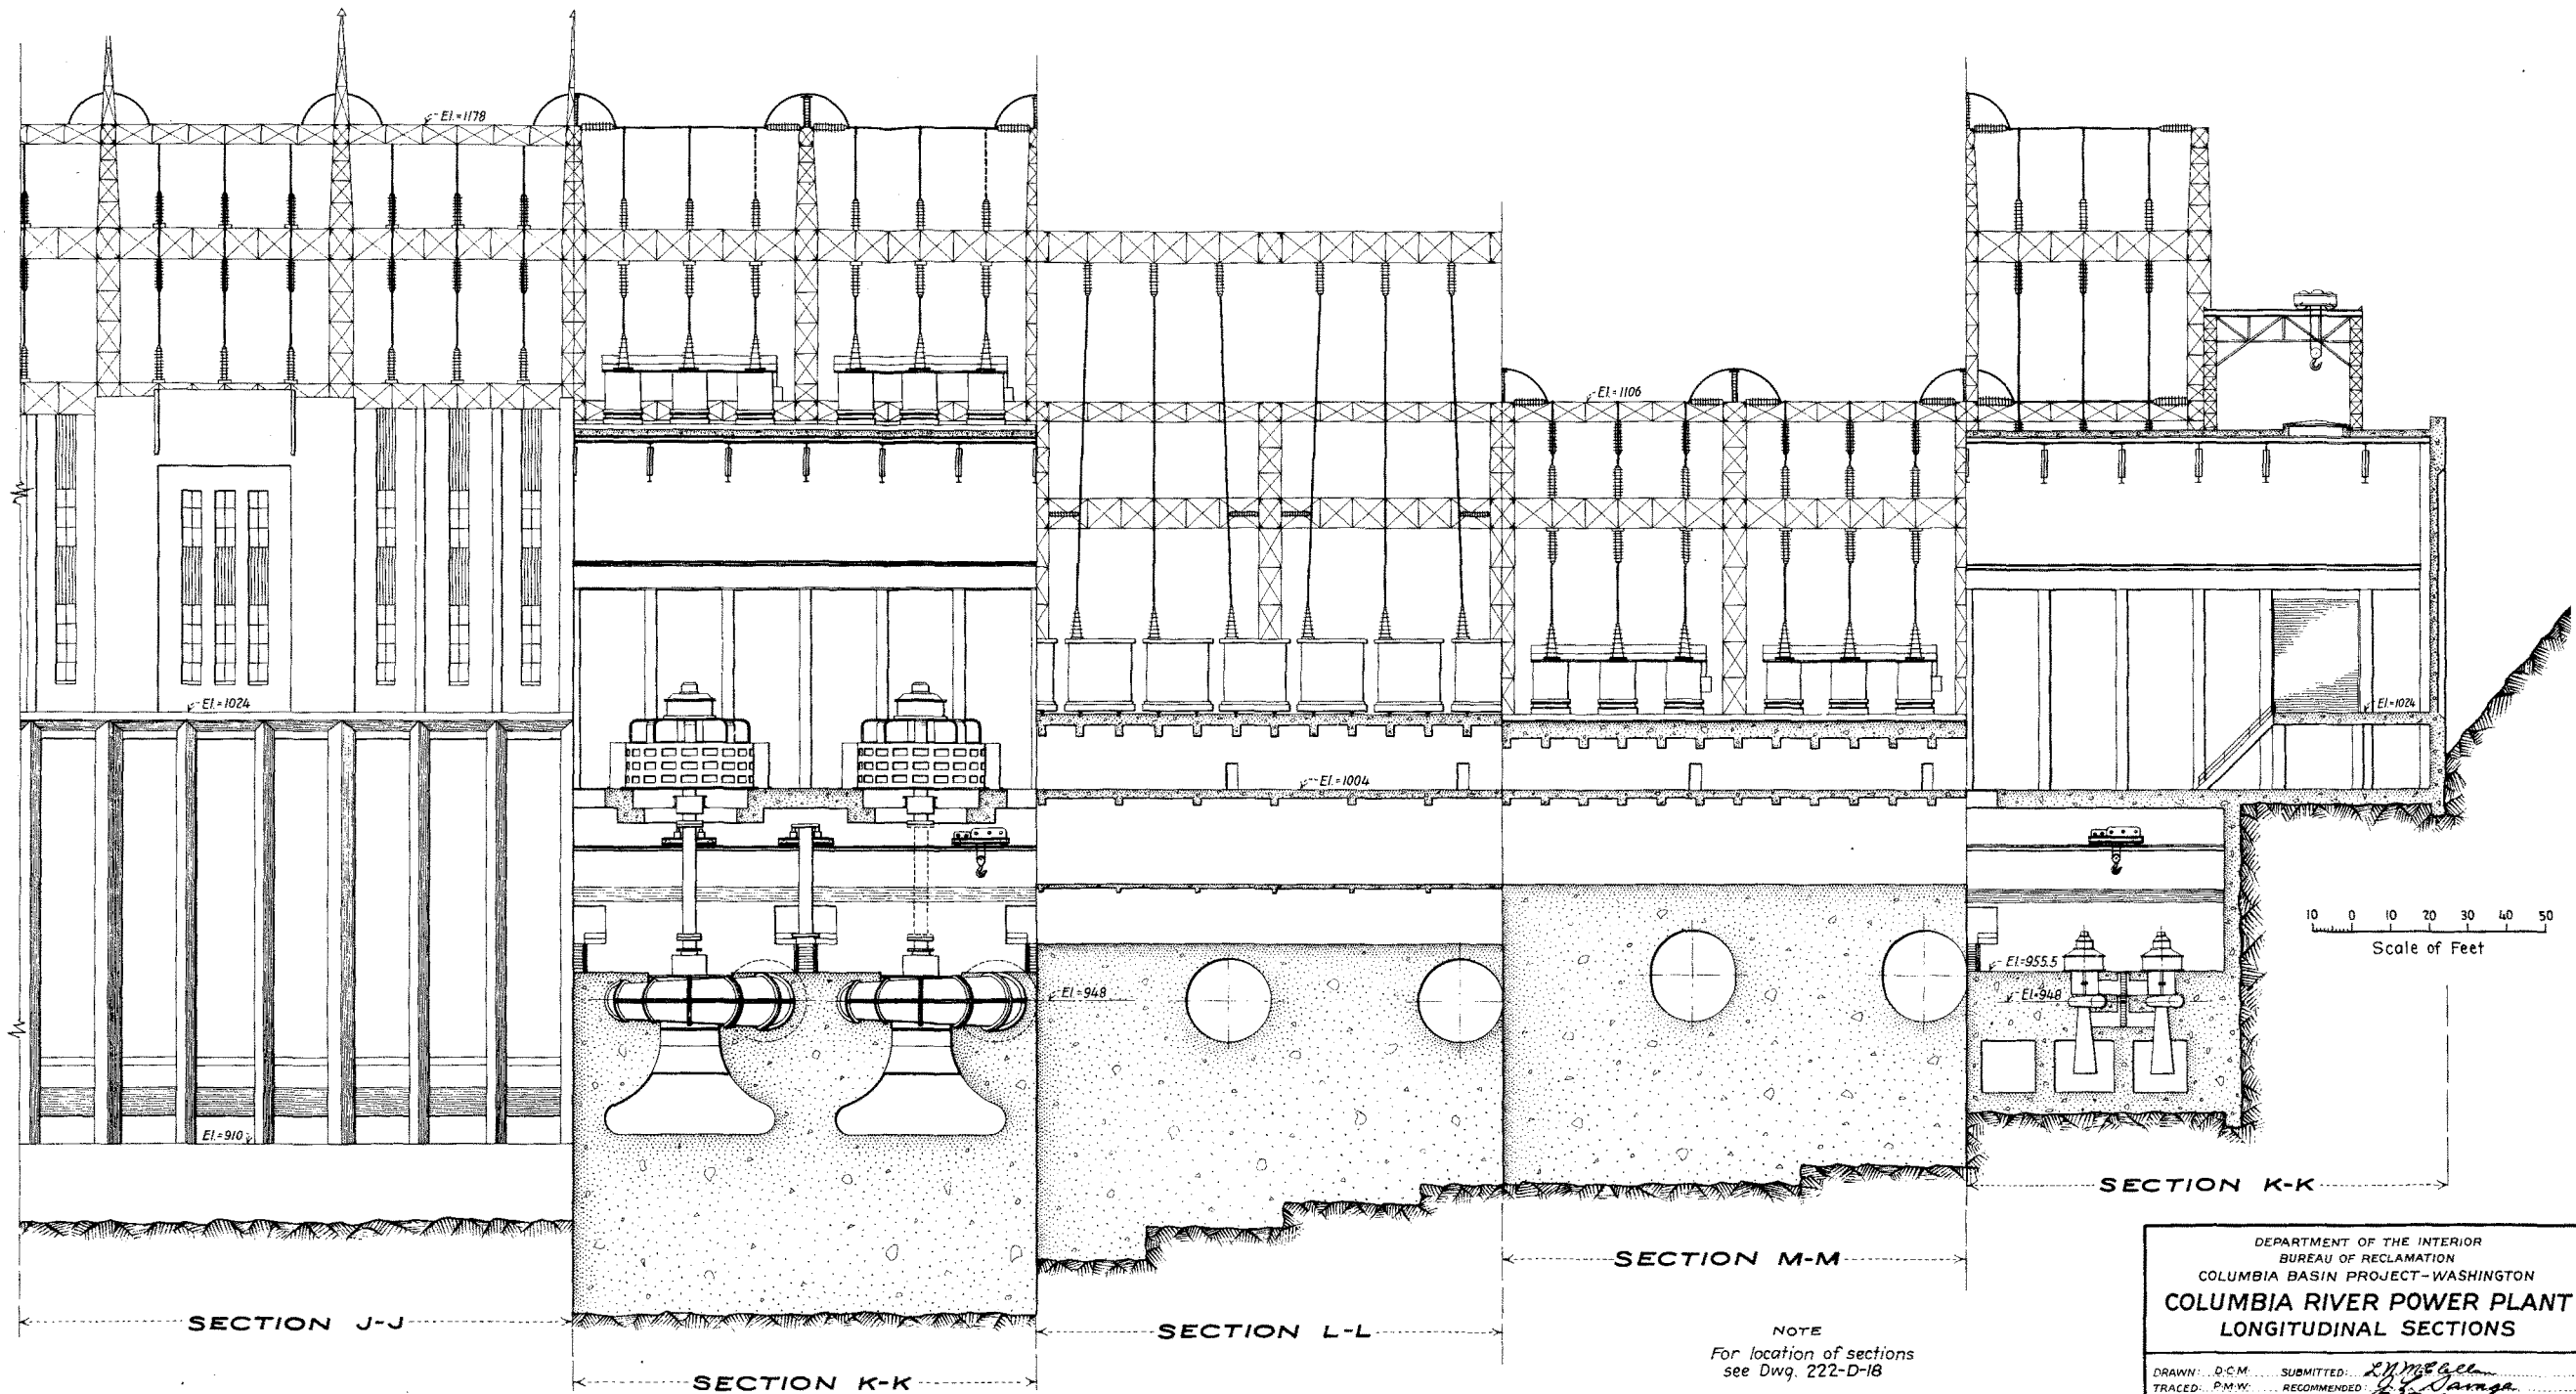 El.=1178
El.=1106
El.=1024
El.=1024
El.=1004
10 0 10 20 30 40 50
Scale of Feet
El.=955.5
El.=948
El.=948
El.=910
SECTION J-J
SECTION K-K
SECTION L-L
SECTION M-M
SECTION K-K
NOTE
For location of sections
see Dwg. 222-D-18
DEPARTMENT OF THE INTERIOR
BUREAU OF RECLAMATION
COLUMBIA BASIN PROJECT-WASHINGTON
COLUMBIA RIVER POWER PLANT
LONGITUDINAL SECTIONS
DRAWN: D.C.M. SUBMITTED: L.N. McClellan
TRACED: P.M.W. RECOMMENDED: J.L. Savage